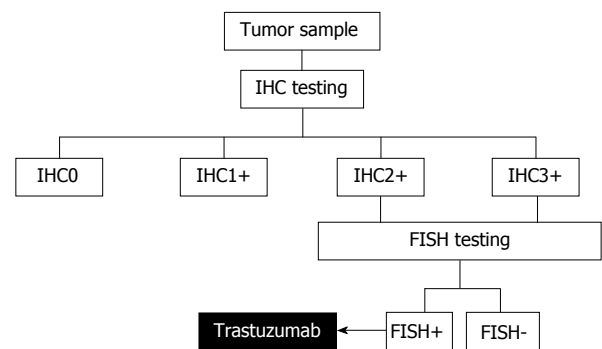 Tumor sample
IHC testing
IHC0
IHC1+
IHC2+
IHC3+
FISH testing
Trastuzumab
FISH+
FISH-